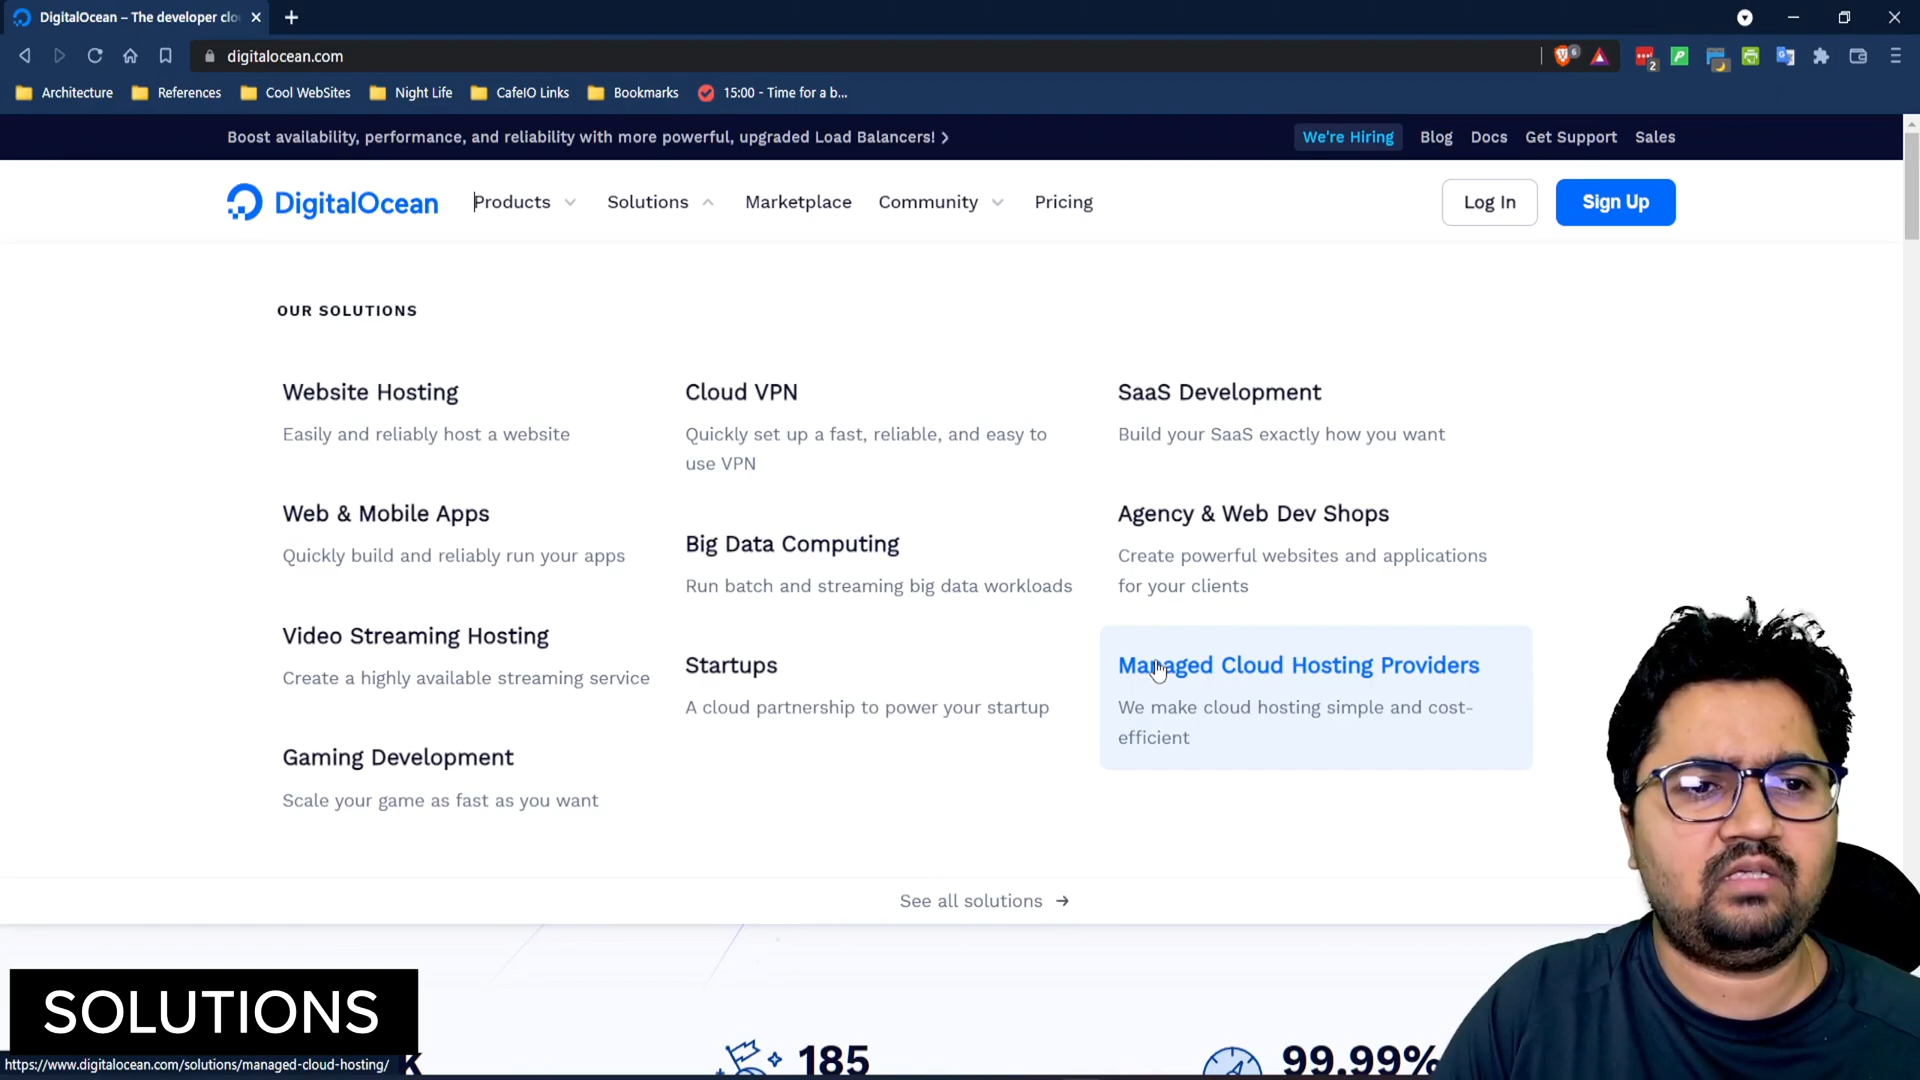 DigitalOcean – The developer clo
digitalocean.com
6
2
Architecture
References
Cool WebSites
Night Life
CafeIO Links
Bookmarks
15:00 - Time for a b...
Boost availability, performance, and reliability with more powerful, upgraded Load Balancers!
We're Hiring
Blog
Docs
Get Support
Sales
DigitalOcean
Products
Solutions
Marketplace
Community
Pricing
Log In
Sign Up
OUR SOLUTIONS
Website Hosting
Easily and reliably host a website
Web & Mobile Apps
Quickly build and reliably run your apps
Video Streaming Hosting
Create a highly available streaming service
Gaming Development
Scale your game as fast as you want
Cloud VPN
Quickly set up a fast, reliable, and easy to
use VPN
Big Data Computing
Run batch and streaming big data workloads
Startups
A cloud partnership to power your startup
SaaS Development
Build your SaaS exactly how you want
Agency & Web Dev Shops
Create powerful websites and applications
for your clients
Managed Cloud Hosting Providers
We make cloud hosting simple and cost-
efficient
See all solutions →
SOLUTIONS
https://www.digitalocean.com/solutions/managed-cloud-hosting/
K
185
99.99%